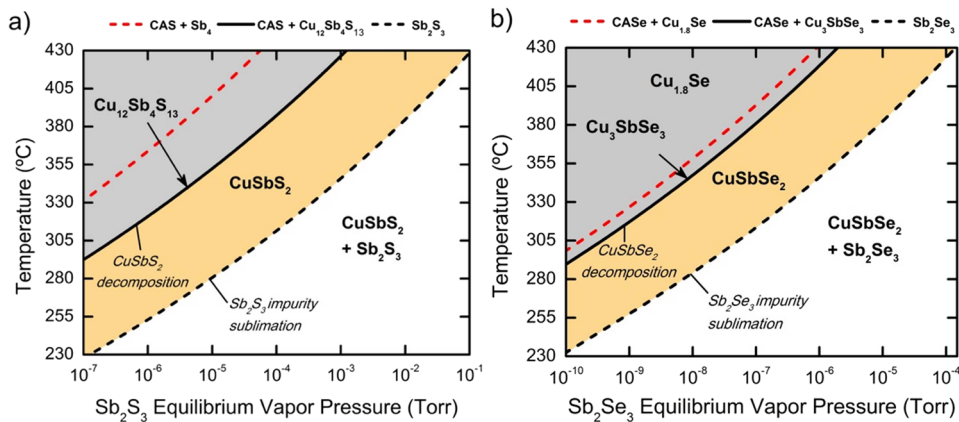 a)
CAS + Sb₄ CAS + Cu₁₂Sb₄S₁₃ Sb₂S₃
430
405
380
355
330
305
280
255
230
Temperature (ºC)
Cu₁₂Sb₄S₁₃
CuSbS₂
CuSbS₂
+ Sb₂S₃
CuSbS₂
decomposition
Sb₂S₃ impurity
sublimation
10⁻⁷ 10⁻⁶ 10⁻⁵ 10⁻⁴ 10⁻³ 10⁻² 10⁻¹
Sb₂S₃ Equilibrium Vapor Pressure (Torr)
b)
CASe + Cu₁.₈Se CASe + Cu₃SbSe₃ Sb₂Se₃
430
405
380
355
330
305
280
255
230
Temperature (ºC)
Cu₁.₈Se
Cu₃SbSe₃
CuSbSe₂
CuSbSe₂
+ Sb₂Se₃
CuSbSe₂
decomposition
Sb₂Se₃ impurity
sublimation
10⁻¹⁰ 10⁻⁹ 10⁻⁸ 10⁻⁷ 10⁻⁶ 10⁻⁵ 10⁻⁴
Sb₂Se₃ Equilibrium Vapor Pressure (Torr)